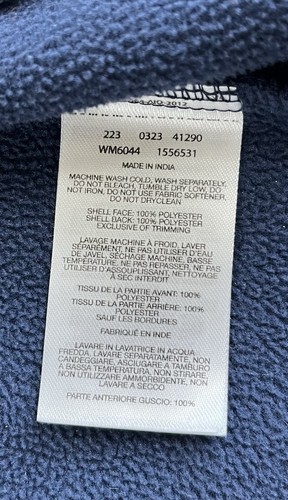 223 0323 41290
WM6044 1556531
MADE IN INDIA
MACHINE WASH COLD, WASH SEPARATELY,
DO NOT BLEACH, TUMBLE DRY LOW, DO
NOT IRON, DO NOT USE FABRIC SOFTENER,
DO NOT DRYCLEAN
SHELL FACE: 100% POLYESTER
SHELL BACK: 100% POLYESTER
EXCLUSIVE OF TRIMMING
LAVAGE MACHINE À FROID, LAVER
SÉPARÉMENT, NE PAS UTILISER D'EAU
DE JAVEL, SÉCHAGE MACHINE, BASSE
TEMPÉRATURE, NE PAS REPASSER, NE PAS
UTILISER D'ASSOUPLISSANT, NETTOYAGE
À SEC INTERDIT
TISSU DE LA PARTIE AVANT: 100%
POLYESTER
TISSU DE LA PARTIE ARRIÈRE: 100%
POLYESTER
SAUF LES BORDURES
FABRIQUÉ EN INDE
LAVARE IN LAVATRICE IN ACQUA
FREDDA, LAVARE SEPARATAMENTE, NON
CANDEGGIARE, ASCIUGARE A TAMBURO
A BASSA TEMPERATURA, NON STIRARE,
NON UTILIZZARE AMMORBIDENTE, NON
LAVARE A SECCO
PARTE ANTERIORE GUSCIO: 100%